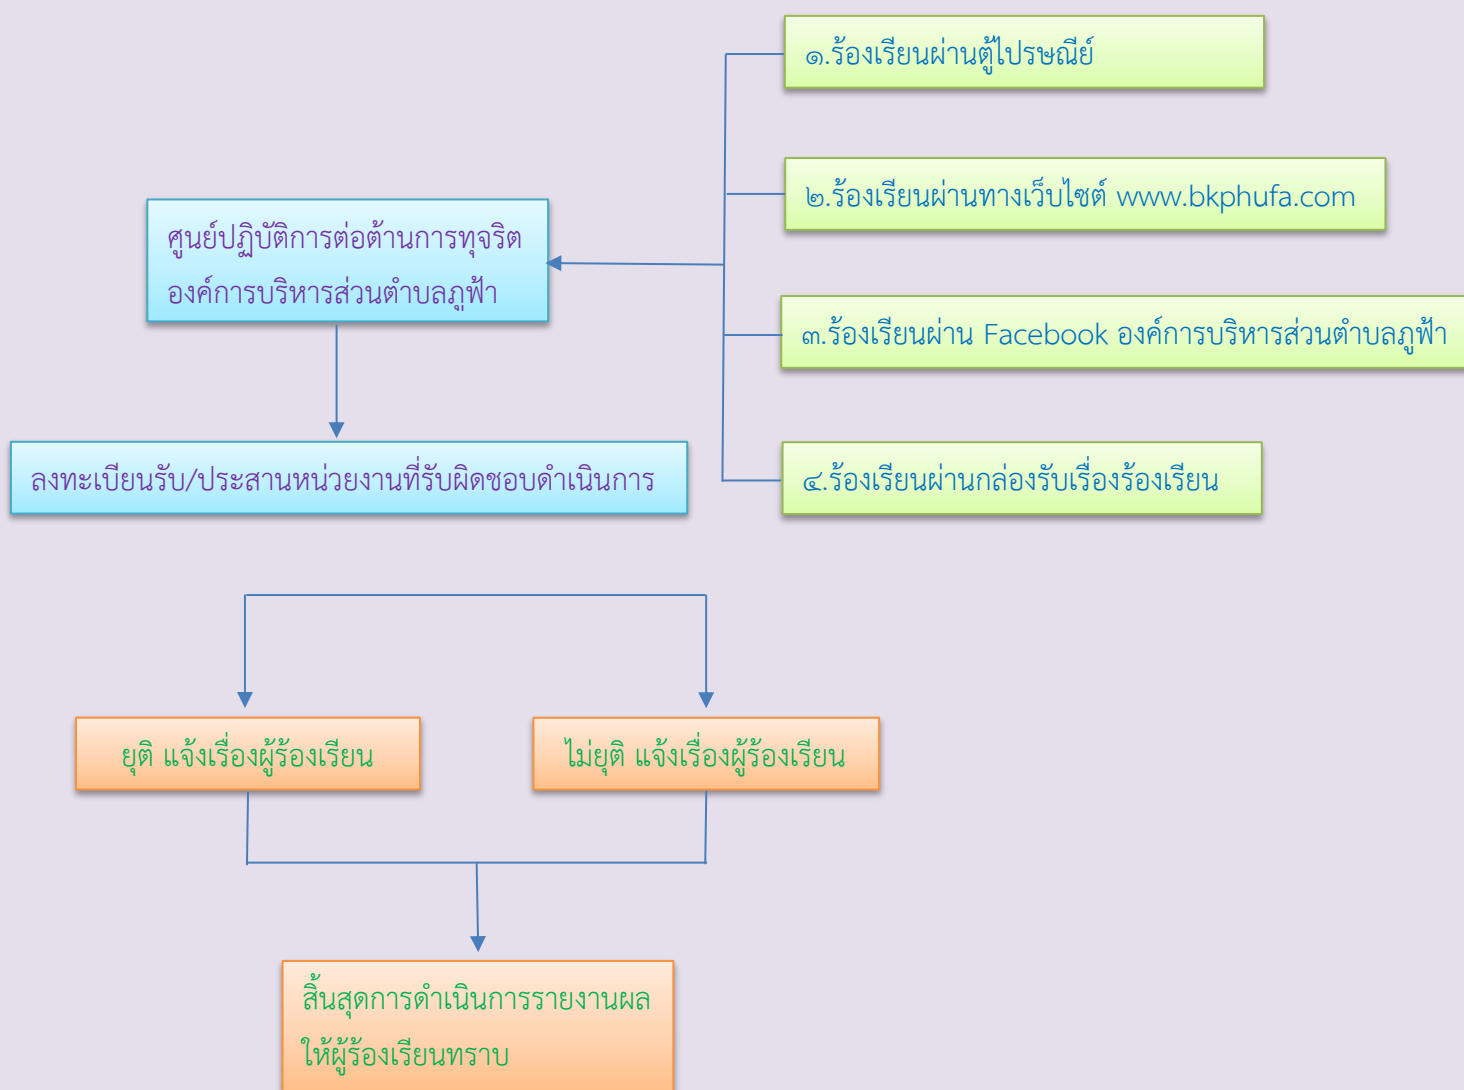 ๑.ร้องเรียนผ่านตู้ไปรษณีย์
๒.ร้องเรียนผ่านทางเว็บไซต์ www.bkphufa.com
ศูนย์ปฏิบัติการต่อต้านการทุจริต
องค์การบริหารส่วนตำบลภูฟ้า
๓.ร้องเรียนผ่าน Facebook องค์การบริหารส่วนตำบลภูฟ้า
ลงทะเบียนรับ/ประสานหน่วยงานที่รับผิดชอบดำเนินการ
๔.ร้องเรียนผ่านกล่องรับเรื่องร้องเรียน
ยุติ แจ้งเรื่องผู้ร้องเรียน
ไม่ยุติ แจ้งเรื่องผู้ร้องเรียน
สิ้นสุดการดำเนินการรายงานผล
ให้ผู้ร้องเรียนทราบ